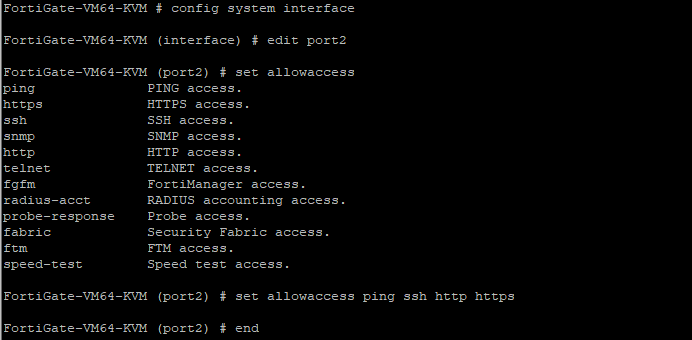 FortiGate-VM64-KVM # config system interface
FortiGate-VM64-KVM (interface) # edit port2
FortiGate-VM64-KVM (port2) # set allowaccess
ping PING access.
https HTTPS access.
ssh SSH access.
snmp SNMP access.
http HTTP access.
telnet TELNET access.
fgfm FortiManager access.
radius-acct RADIUS accounting access.
probe-response Probe access.
fabric Security Fabric access.
ftm FTM access.
speed-test Speed test access.
FortiGate-VM64-KVM (port2) # set allowaccess ping ssh http https
FortiGate-VM64-KVM (port2) # end